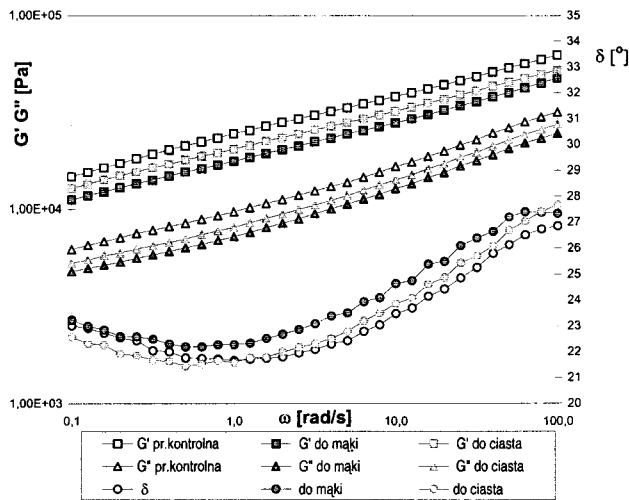 1,00E+05
1,00E+04
1,00E+03
G' G" [Pa]
35
34
33
32
31
30
29
28
27
26
25
24
23
22
21
20
δ [°]
0,1 1,0 10,0 100,0
ω [rad/s]
G' pr.kontrolna G' do mąki G' do ciasta
G" pr.kontrolna G" do mąki G" do ciasta
δ do mąki do ciasta